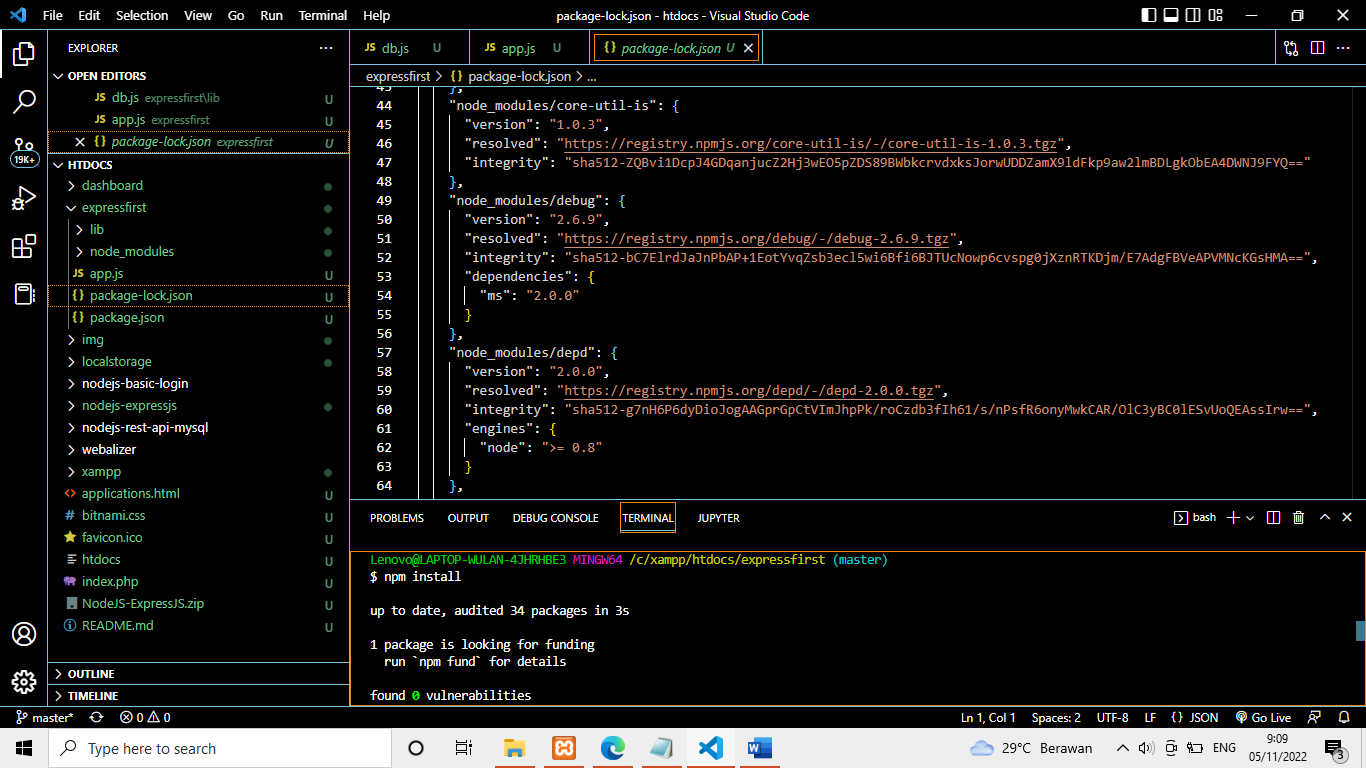 File Edit Selection View Go Run Terminal Help
package-lock.json - htdocs - Visual Studio Code
EXPLORER
OPEN EDITORS
JS db.js expressfirst\lib U
JS app.js expressfirst U
{} package-lock.json expressfirst U
HTDOCS
dashboard
expressfirst
lib
node_modules
JS app.js U
{} package-lock.json U
{} package.json U
img
localstorage
nodejs-basic-login
nodejs-expressjs
nodejs-rest-api-mysql
webalizer
xampp
<> applications.html U
# bitnami.css U
favicon.ico U
htdocs U
index.php U
NodeJS-ExpressJS.zip U
README.md U
OUTLINE
TIMELINE
19K+
JS db.js U JS app.js U {} package-lock.json U
expressfirst > {} package-lock.json > ...
43 },
44 "node_modules/core-util-is": {
45 "version": "1.0.3",
46 "resolved": "https://registry.npmjs.org/core-util-is/-/core-util-is-1.0.3.tgz",
47 "integrity": "sha512-ZQBvi1DcpJ4GDqanjucZ2Hj3wEO5pZDS89BWbkcrvdxksJorwUDDZamX9ldFkp9aw2lmBDLgkObEA4DWNJ9FYQ=="
48 },
49 "node_modules/debug": {
50 "version": "2.6.9",
51 "resolved": "https://registry.npmjs.org/debug/-/debug-2.6.9.tgz",
52 "integrity": "sha512-bC7ElrdJaJnPbAP+1EotYvqZsb3ecl5wi6Bfi6BJTUcNowp6cvspg0jXznRTKDjm/E7AdgFBVeAPVMNcKGsHMA==",
53 "dependencies": {
54 "ms": "2.0.0"
55 }
56 },
57 "node_modules/depd": {
58 "version": "2.0.0",
59 "resolved": "https://registry.npmjs.org/depd/-/depd-2.0.0.tgz",
60 "integrity": "sha512-g7nH6P6dyDioJogAAGprGpCtVImJhpPk/roCzdb3fIh61/s/nPsfR6onyMwkCAR/OlC3yBC0lESvUoQEAssIrw==",
61 "engines": {
62 "node": ">= 0.8"
63 }
64 },
PROBLEMS OUTPUT DEBUG CONSOLE TERMINAL JUPYTER
bash
Lenovo@LAPTOP-WULAN-4JHRHBE3 MINGW64 /c/xampp/htdocs/expressfirst (master)
$ npm install
up to date, audited 34 packages in 3s
1 package is looking for funding
run `npm fund` for details
found 0 vulnerabilities
master* 0 0
Ln 1, Col 1 Spaces: 2 UTF-8 LF {} JSON Go Live
Type here to search
29°C Berawan
ENG
9:09
05/11/2022
3